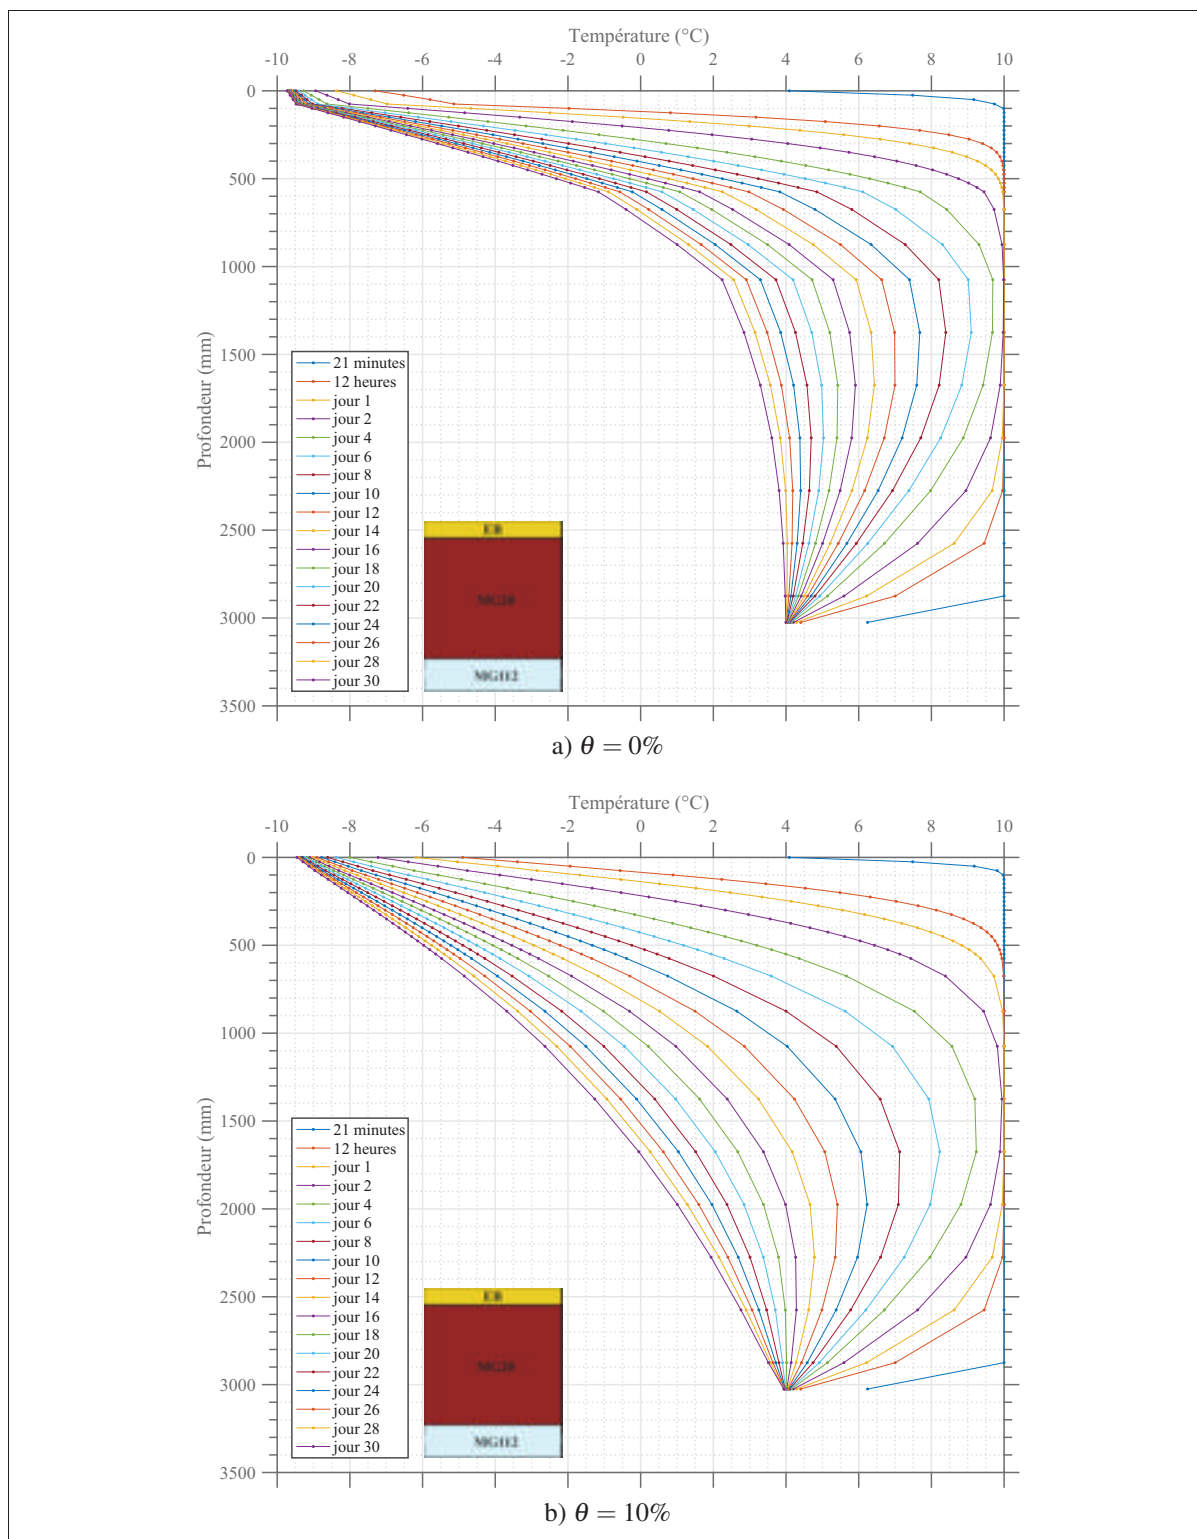 Température (°C)
-10 -8 -6 -4 -2 0 2 4 6 8 10
0
500
1000
1500
2000
2500
3000
3500
Profondeur (mm)
21 minutes
12 heures
jour 1
jour 2
jour 4
jour 6
jour 8
jour 10
jour 12
jour 14
jour 16
jour 18
jour 20
jour 22
jour 24
jour 26
jour 28
jour 30
EB
MG20
MG112
a) θ = 0%
Température (°C)
-10 -8 -6 -4 -2 0 2 4 6 8 10
0
500
1000
1500
2000
2500
3000
3500
Profondeur (mm)
21 minutes
12 heures
jour 1
jour 2
jour 4
jour 6
jour 8
jour 10
jour 12
jour 14
jour 16
jour 18
jour 20
jour 22
jour 24
jour 26
jour 28
jour 30
EB
MG20
MG112
b) θ = 10%